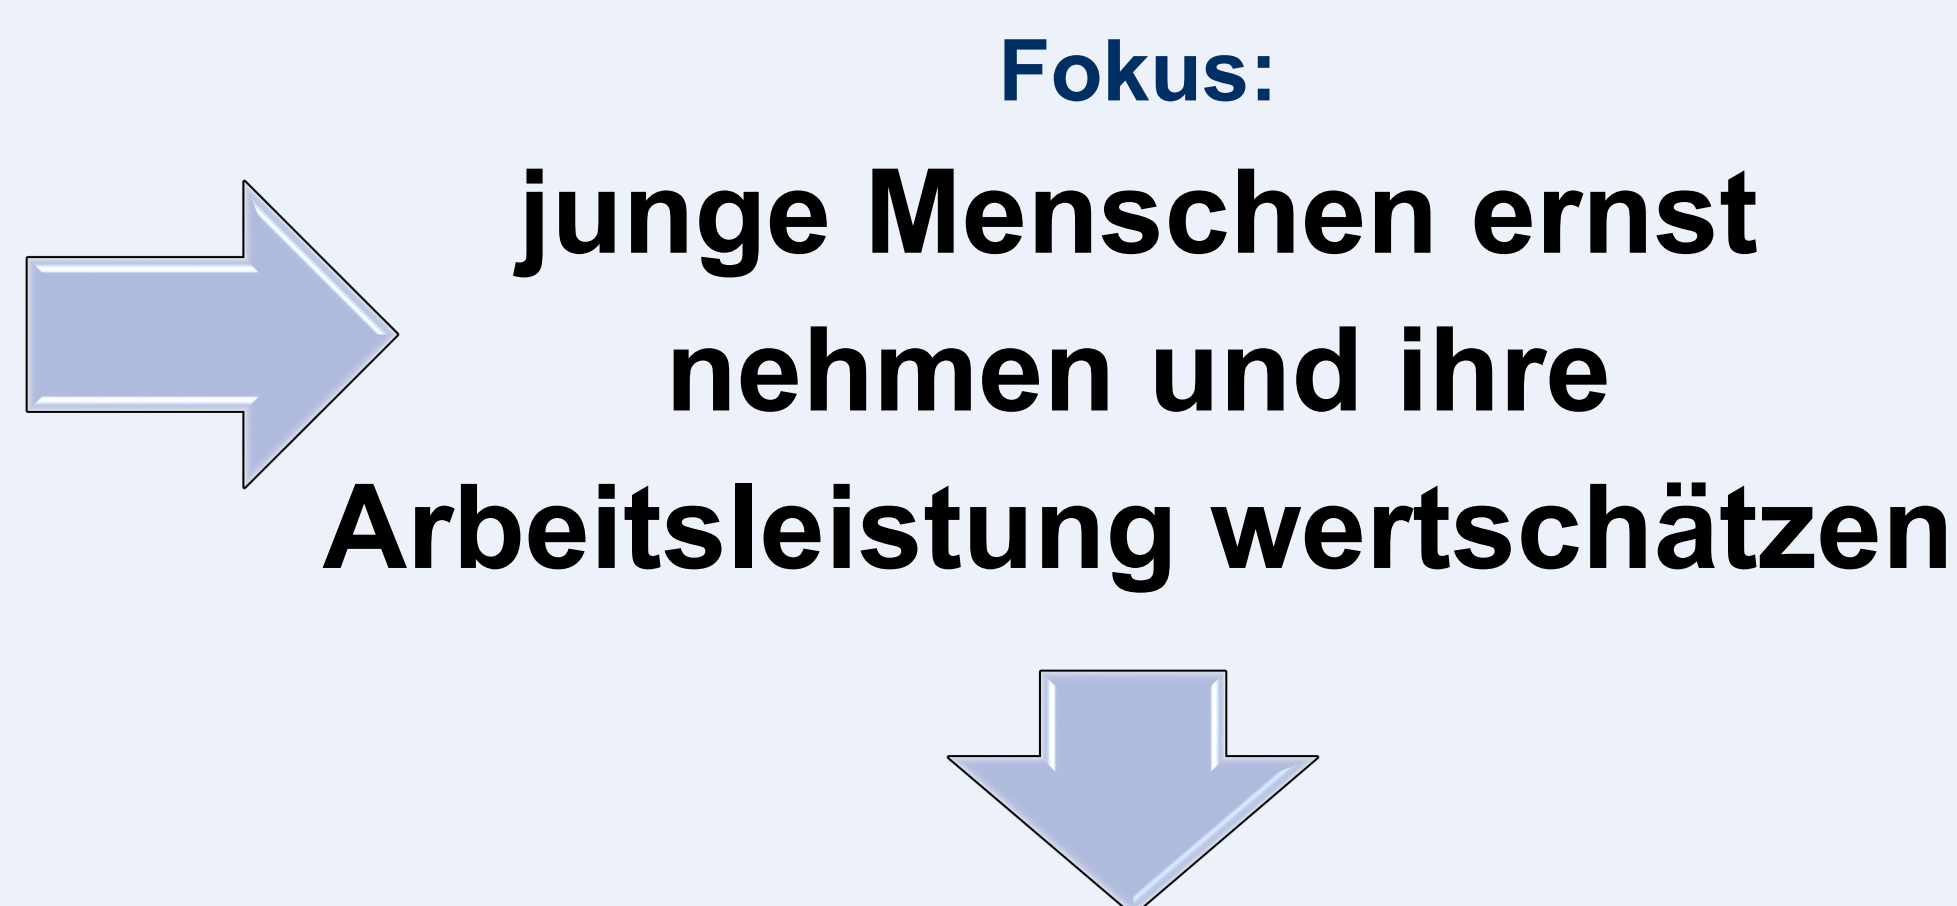 Fokus:
junge Menschen ernst
nehmen und ihre
Arbeitsleistung wertschätzen